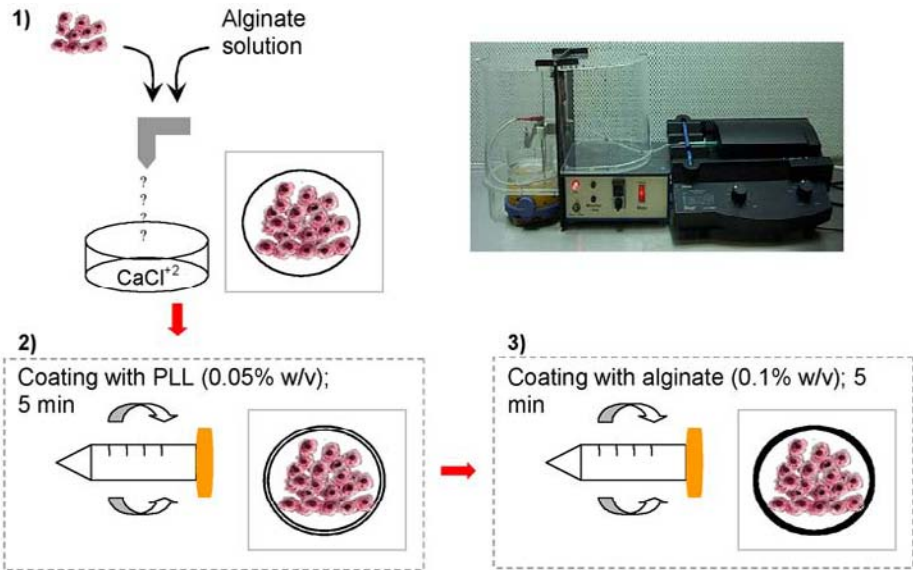 1)
Alginate
solution
?
?
?
?
CaCl⁺²
2)
Coating with PLL (0.05% w/v);
5 min
3)
Coating with alginate (0.1% w/v); 5
min